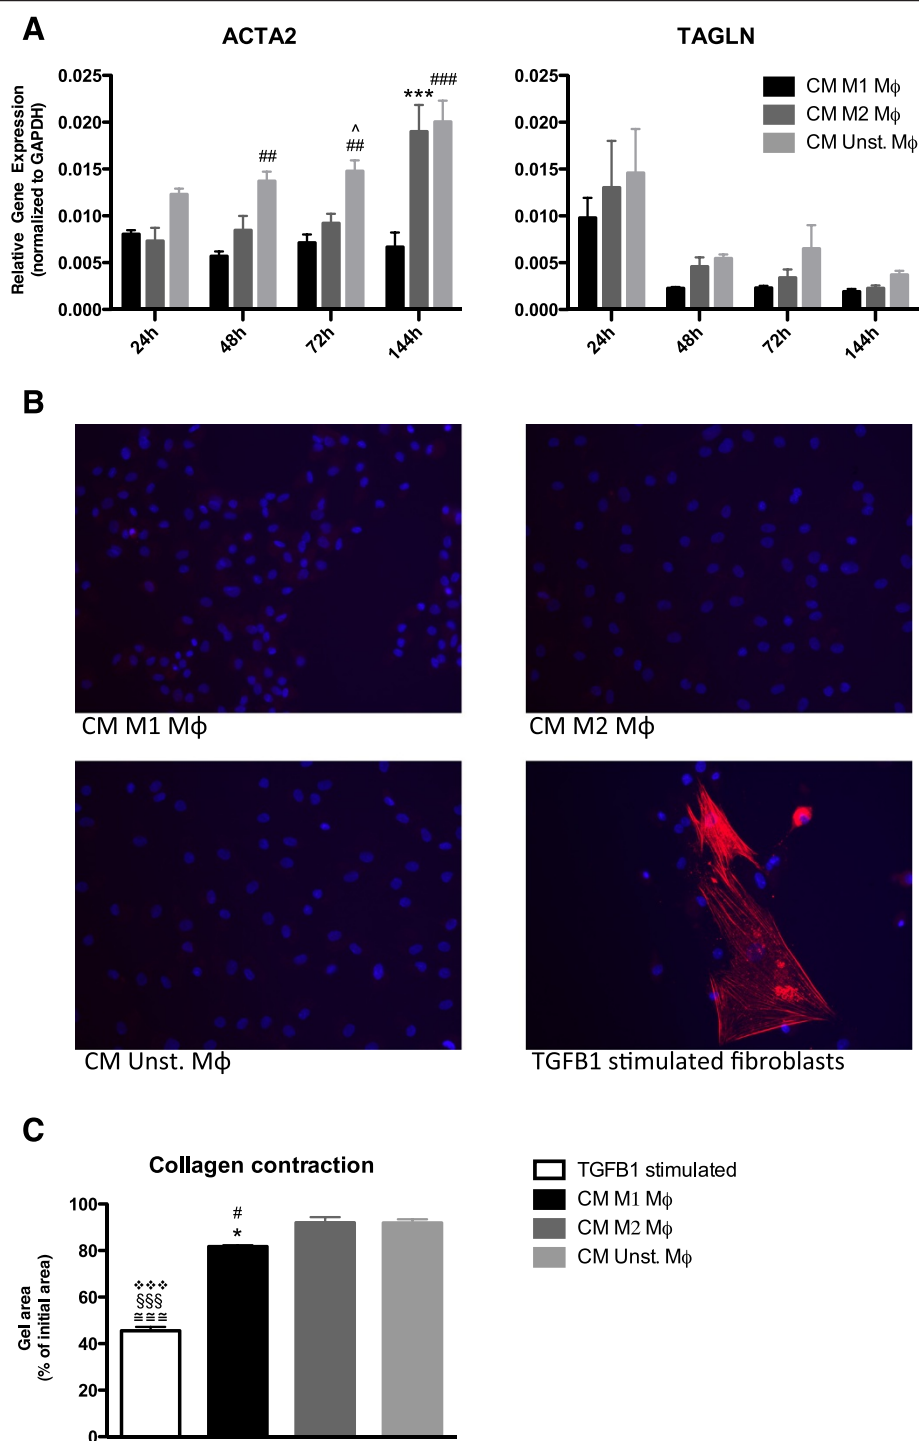 A
ACTA2
TAGLN
Relative Gene Expression
(normalized to GAPDH)
0.025
0.020
0.015
0.010
0.005
0.000
##
^
##
***
###
24h
48h
72h
144h
0.025
0.020
0.015
0.010
0.005
0.000
24h
48h
72h
144h
CM M1 Mϕ
CM M2 Mϕ
CM Unst. Mϕ
B
CM M1 Mϕ
CM M2 Mϕ
CM Unst. Mϕ
TGFB1 stimulated fibroblasts
C
Collagen contraction
Gel area
(% of initial area)
100
80
60
40
20
0
❖❖❖
§§§
≅≅≅
#
*
TGFB1 stimulated
CM M1 Mϕ
CM M2 Mϕ
CM Unst. Mϕ